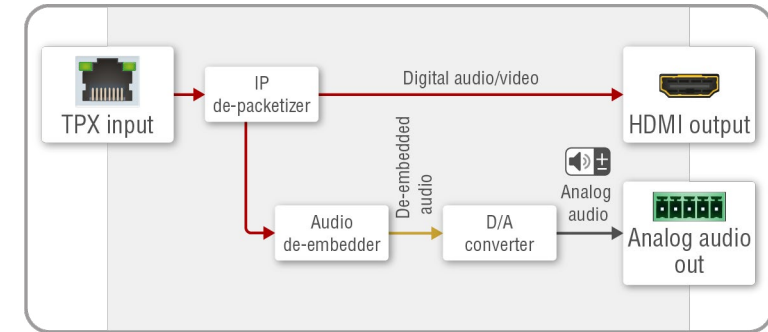 TPX input
IP
de-packetizer
Digital audio/video
HDMI output
De-embedded
audio
Audio
de-embedder
D/A
converter
Analog
audio
Analog audio
out